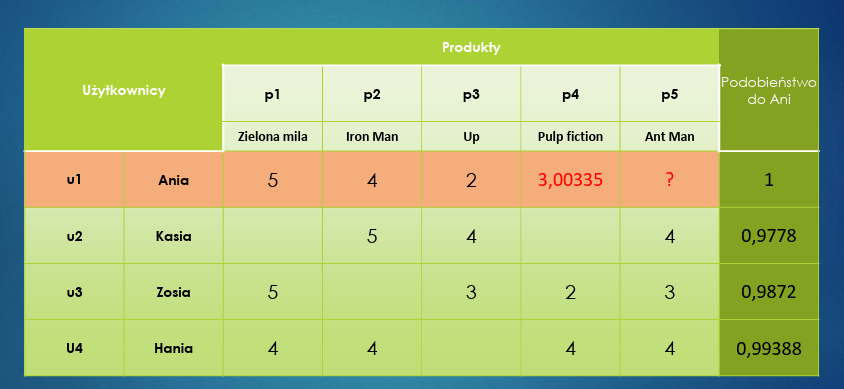 Produkty
Użytkownicy
Podobieństwo
do Ani
p1 p2 p3 p4 p5
Zielona mila Iron Man Up Pulp fiction Ant Man
u1 Ania 5 4 2 3,00335 ? 1
u2 Kasia 5 4 4 0,9778
u3 Zosia 5 3 2 3 0,9872
U4 Hania 4 4 4 4 0,99388